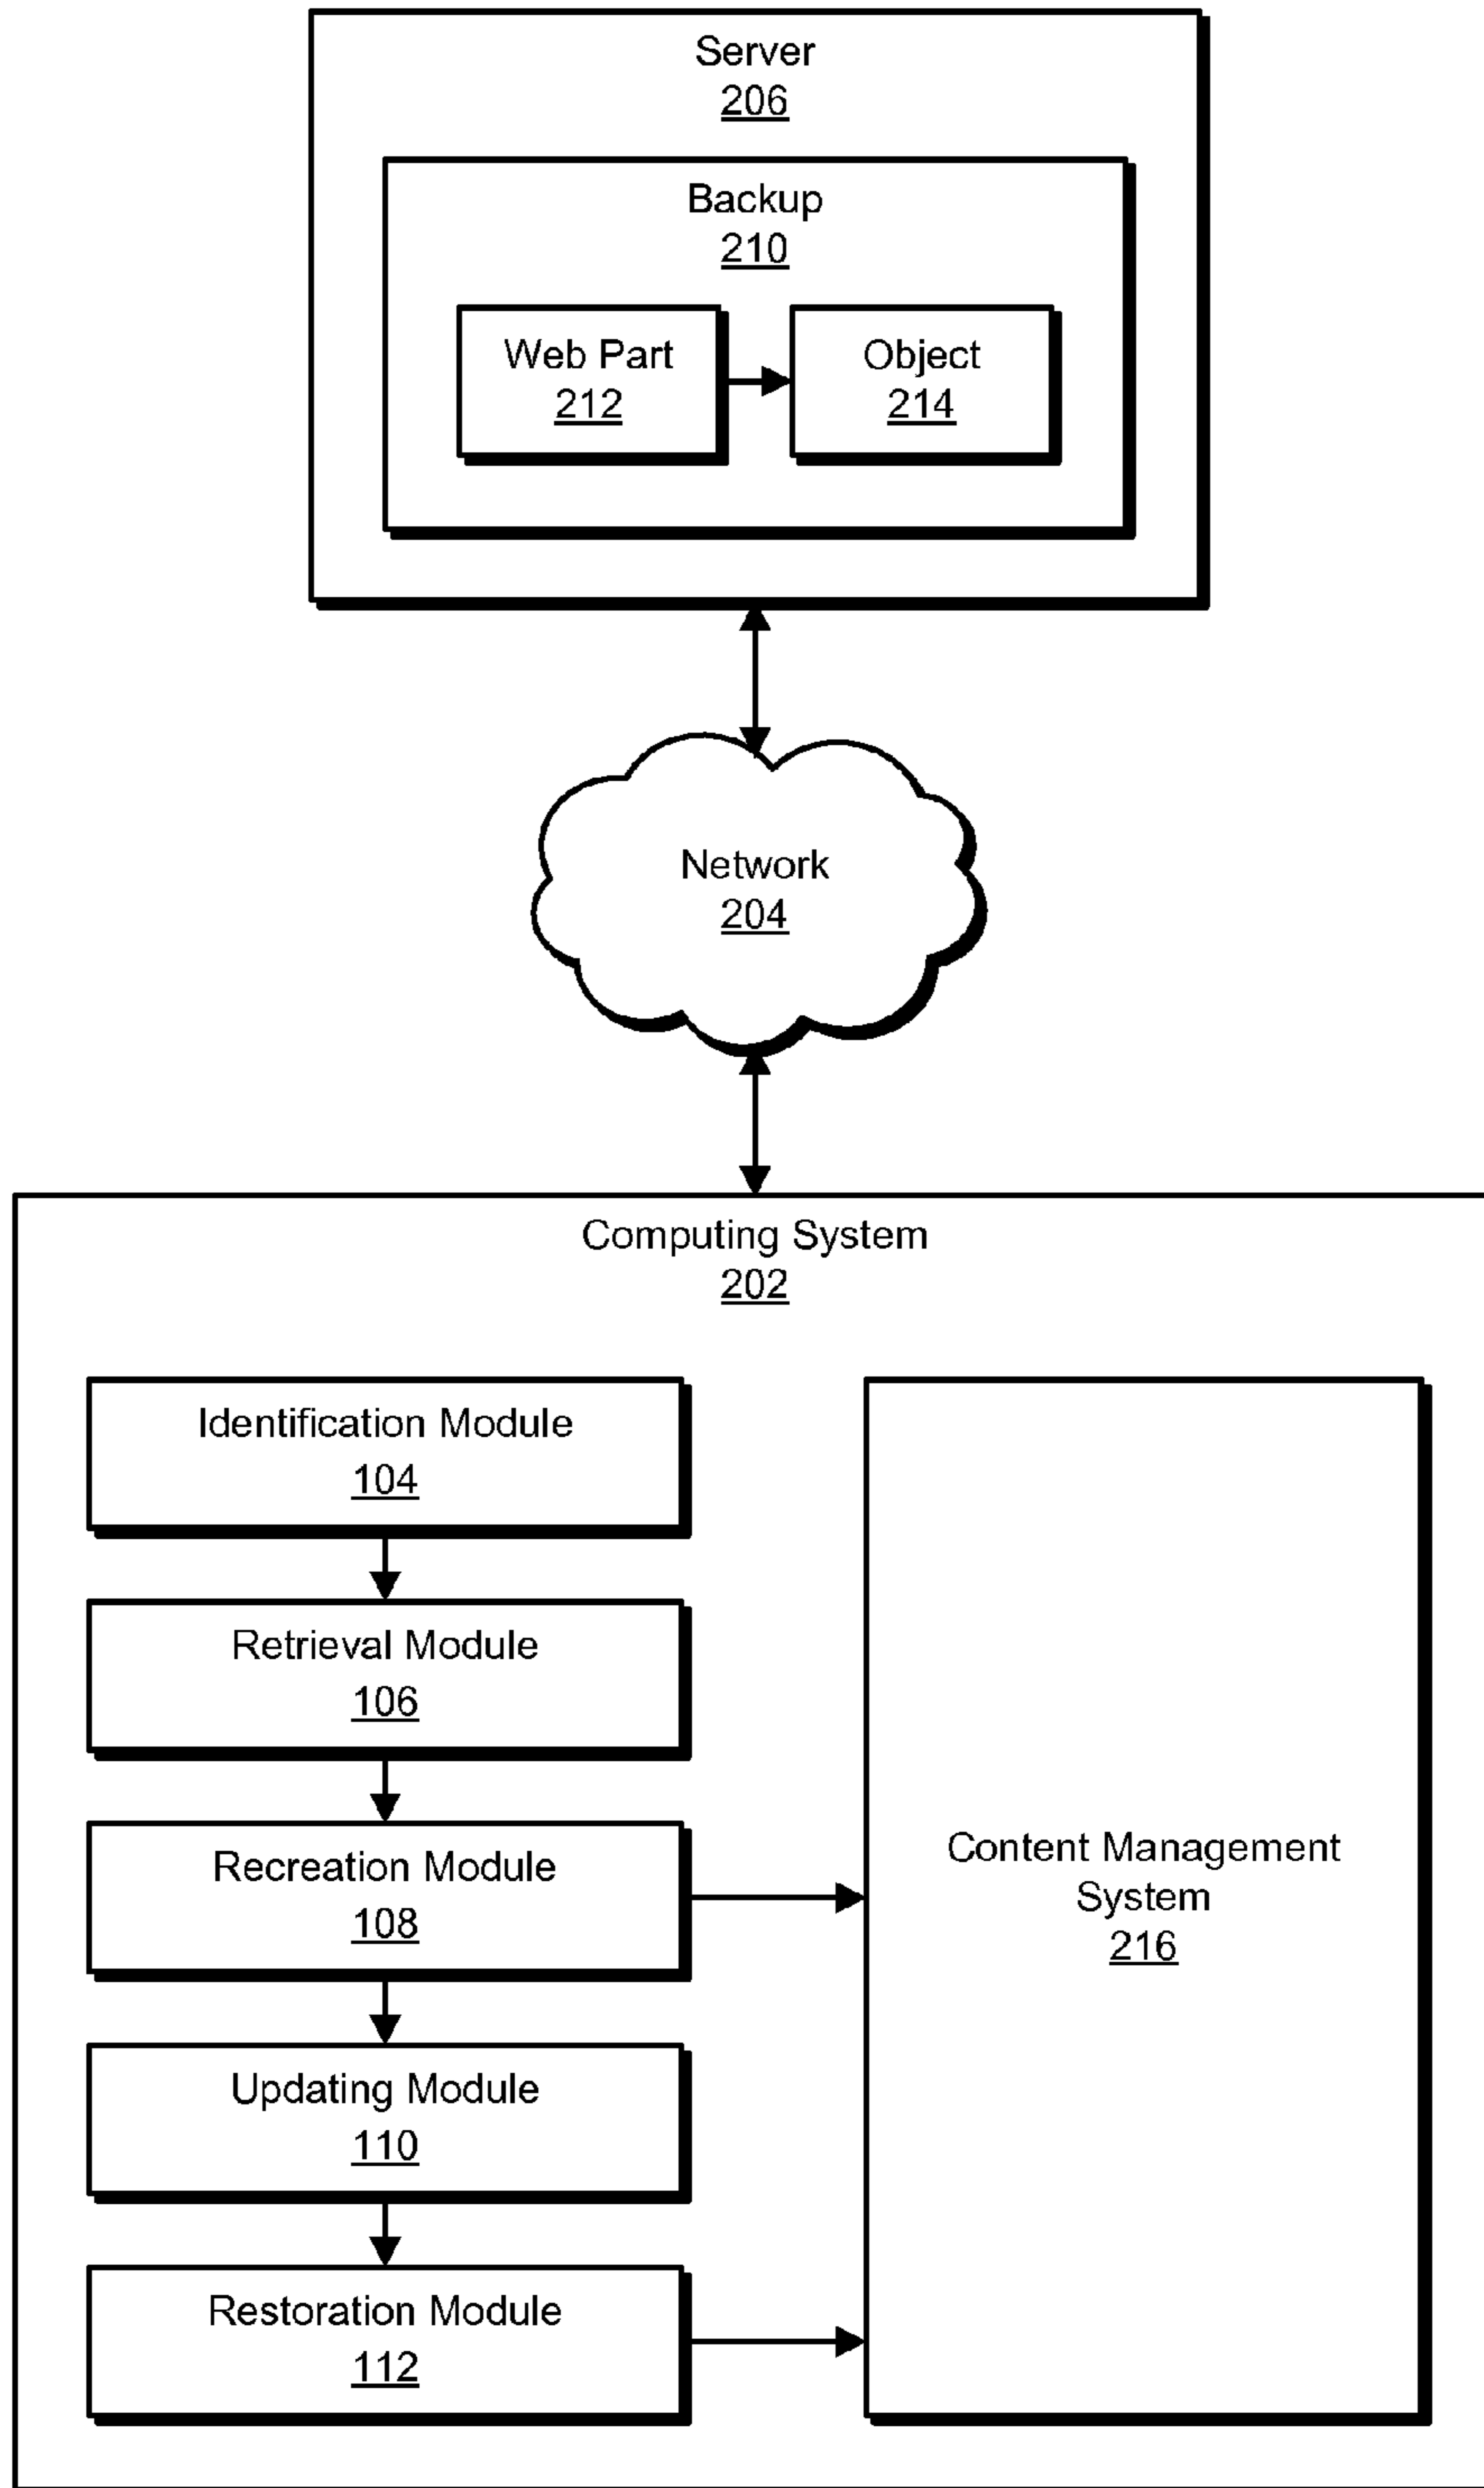 Server
206
Backup
210
Web Part
212
Object
214
Network
204
Computing System
202
Identification Module
104
Retrieval Module
106
Recreation Module
108
Updating Module
110
Restoration Module
112
Content Management
System
216